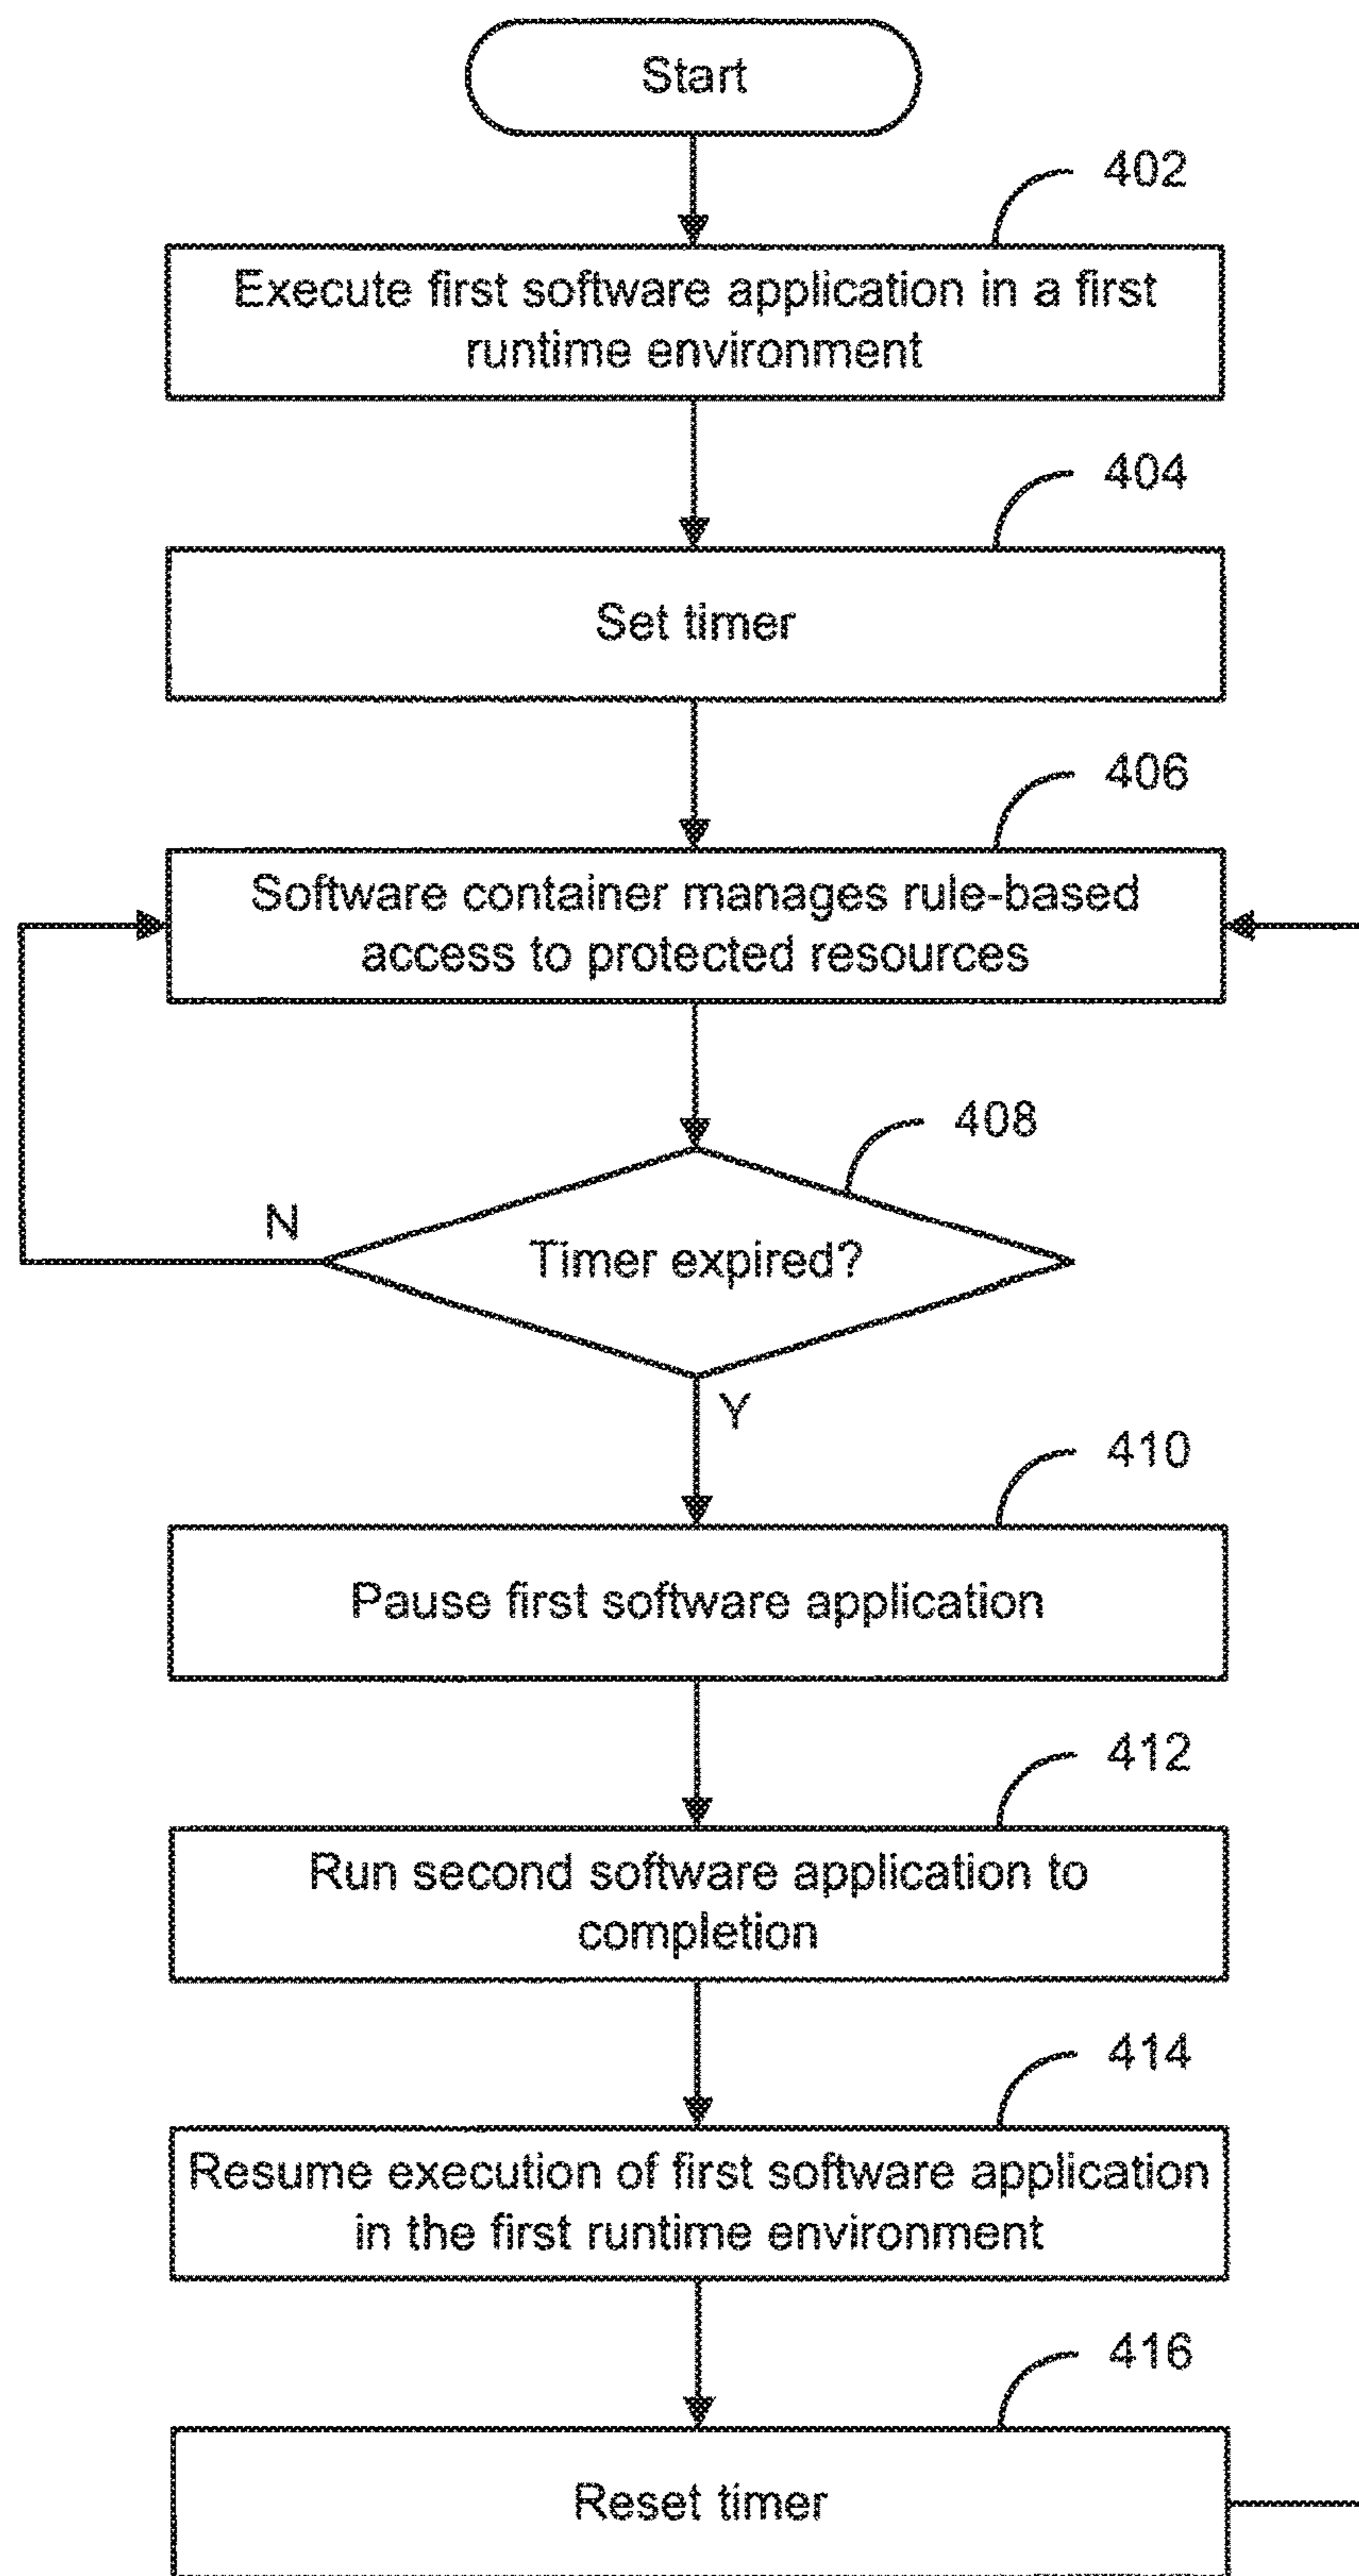 Start
402
Execute first software application in a first
runtime environment
404
Set timer
406
Software container manages rule-based
access to protected resources
408
N
Timer expired?
Y
410
Pause first software application
412
Run second software application to
completion
414
Resume execution of first software application
in the first runtime environment
416
Reset timer